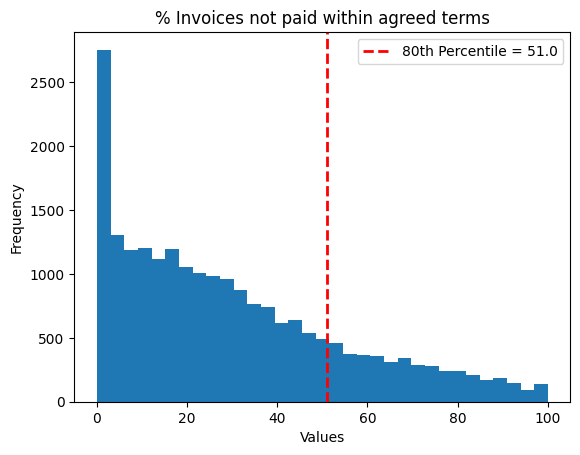 % Invoices not paid within agreed terms
80th Percentile = 51.0
Frequency
2500
2000
1500
1000
500
0
0 20 40 60 80 100
Values